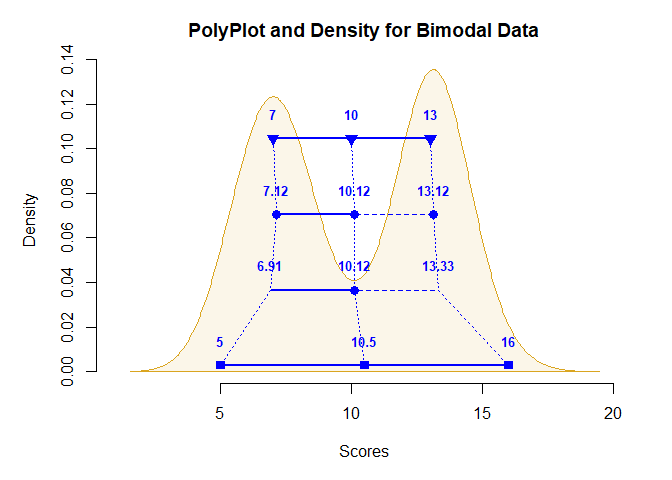 PolyPlot and Density for Bimodal Data
0.14
0.12
0.10
0.08
0.06
0.04
0.02
0.00
Density
7 10 13
7.12 10.12 13.12
6.91 10.12 13.33
5 10.5 16
5 10 15 20
Scores